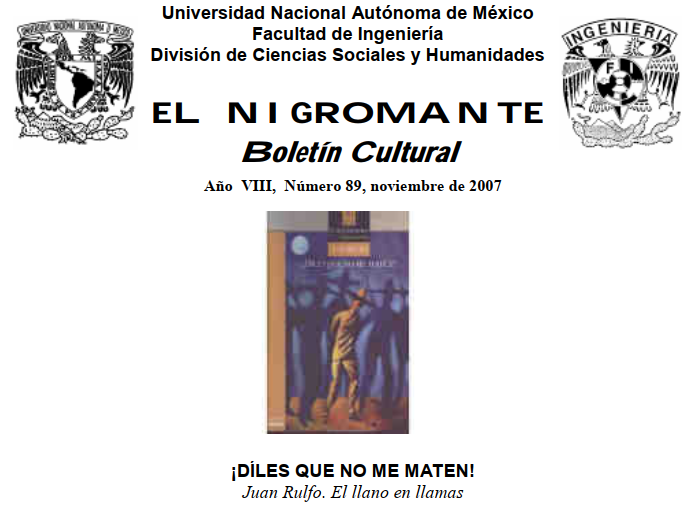 Universidad Nacional Autónoma de México
Facultad de Ingeniería
División de Ciencias Sociales y Humanidades
INGENIERIA
F I
EL NIGROMANTE
Boletín Cultural
Año VIII, Número 89, noviembre de 2007
¡DÍLES QUE NO ME MATEN!
Juan Rulfo. El llano en llamas